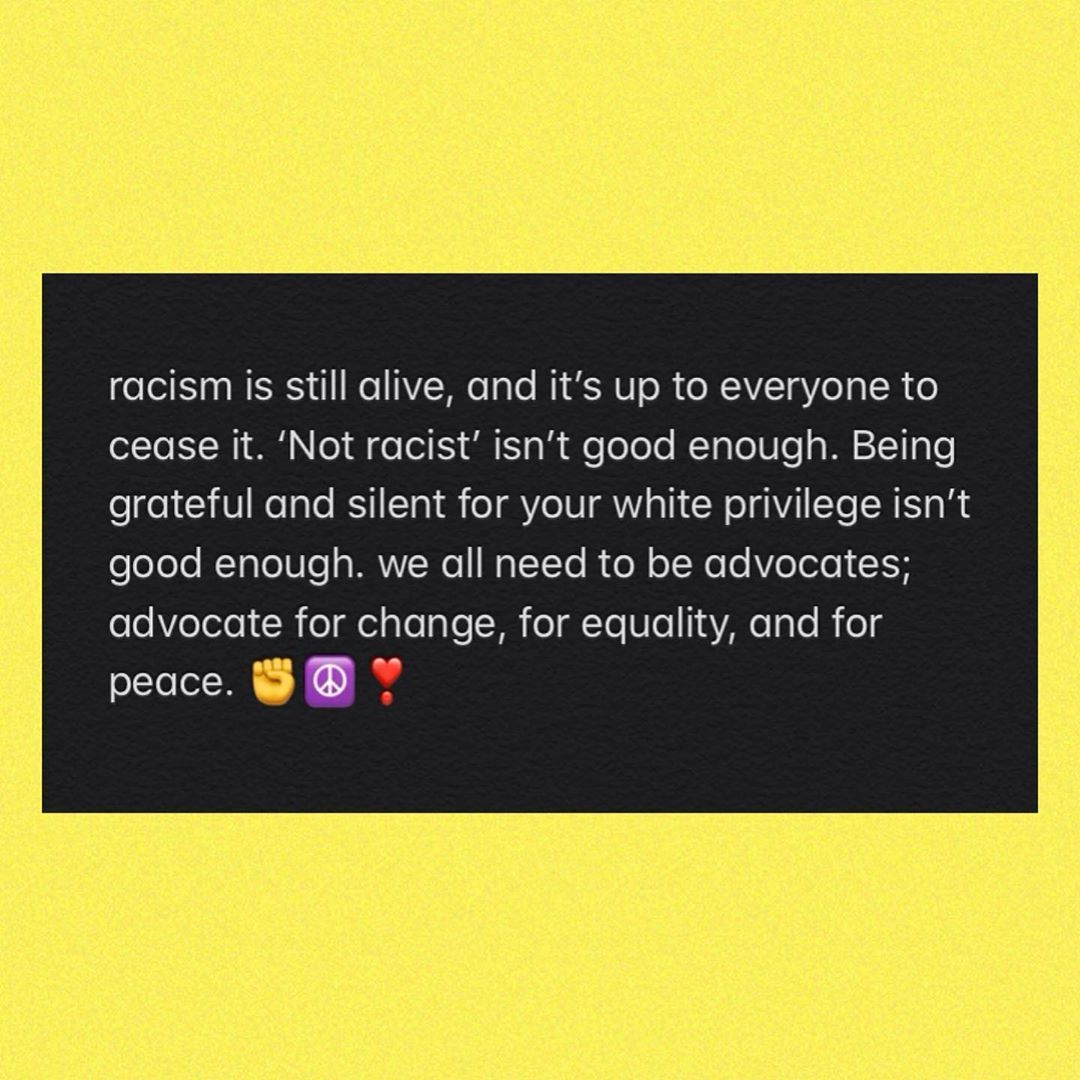 racism is still alive, and it’s up to everyone to
cease it. ‘Not racist’ isn’t good enough. Being
grateful and silent for your white privilege isn’t
good enough. we all need to be advocates;
advocate for change, for equality, and for
peace. ✊☮️❣️